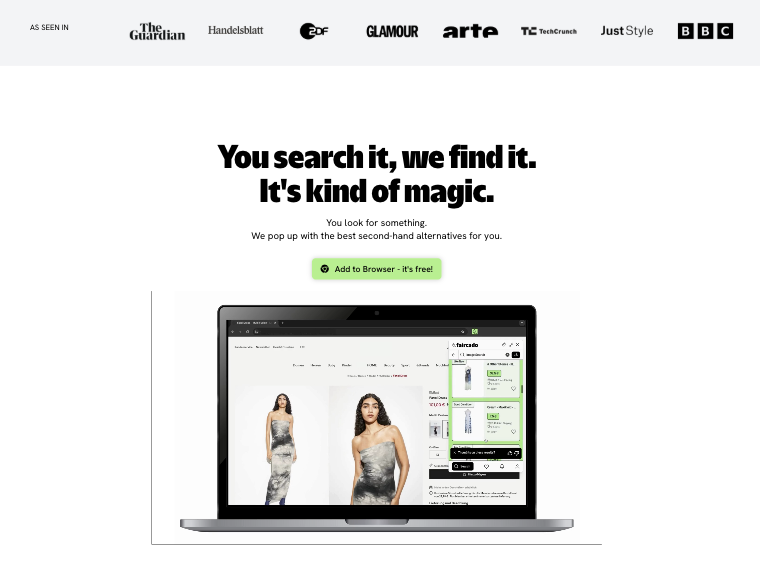 AS SEEN IN
The Guardian
Handelsblatt
ZDF
GLAMOUR
arte
TechCrunch
JustStyle
BBC
You search it, we find it.
It's kind of magic.
You look for something.
We pop up with the best second-hand alternatives for you.
Add to Browser - it's free!
faircado